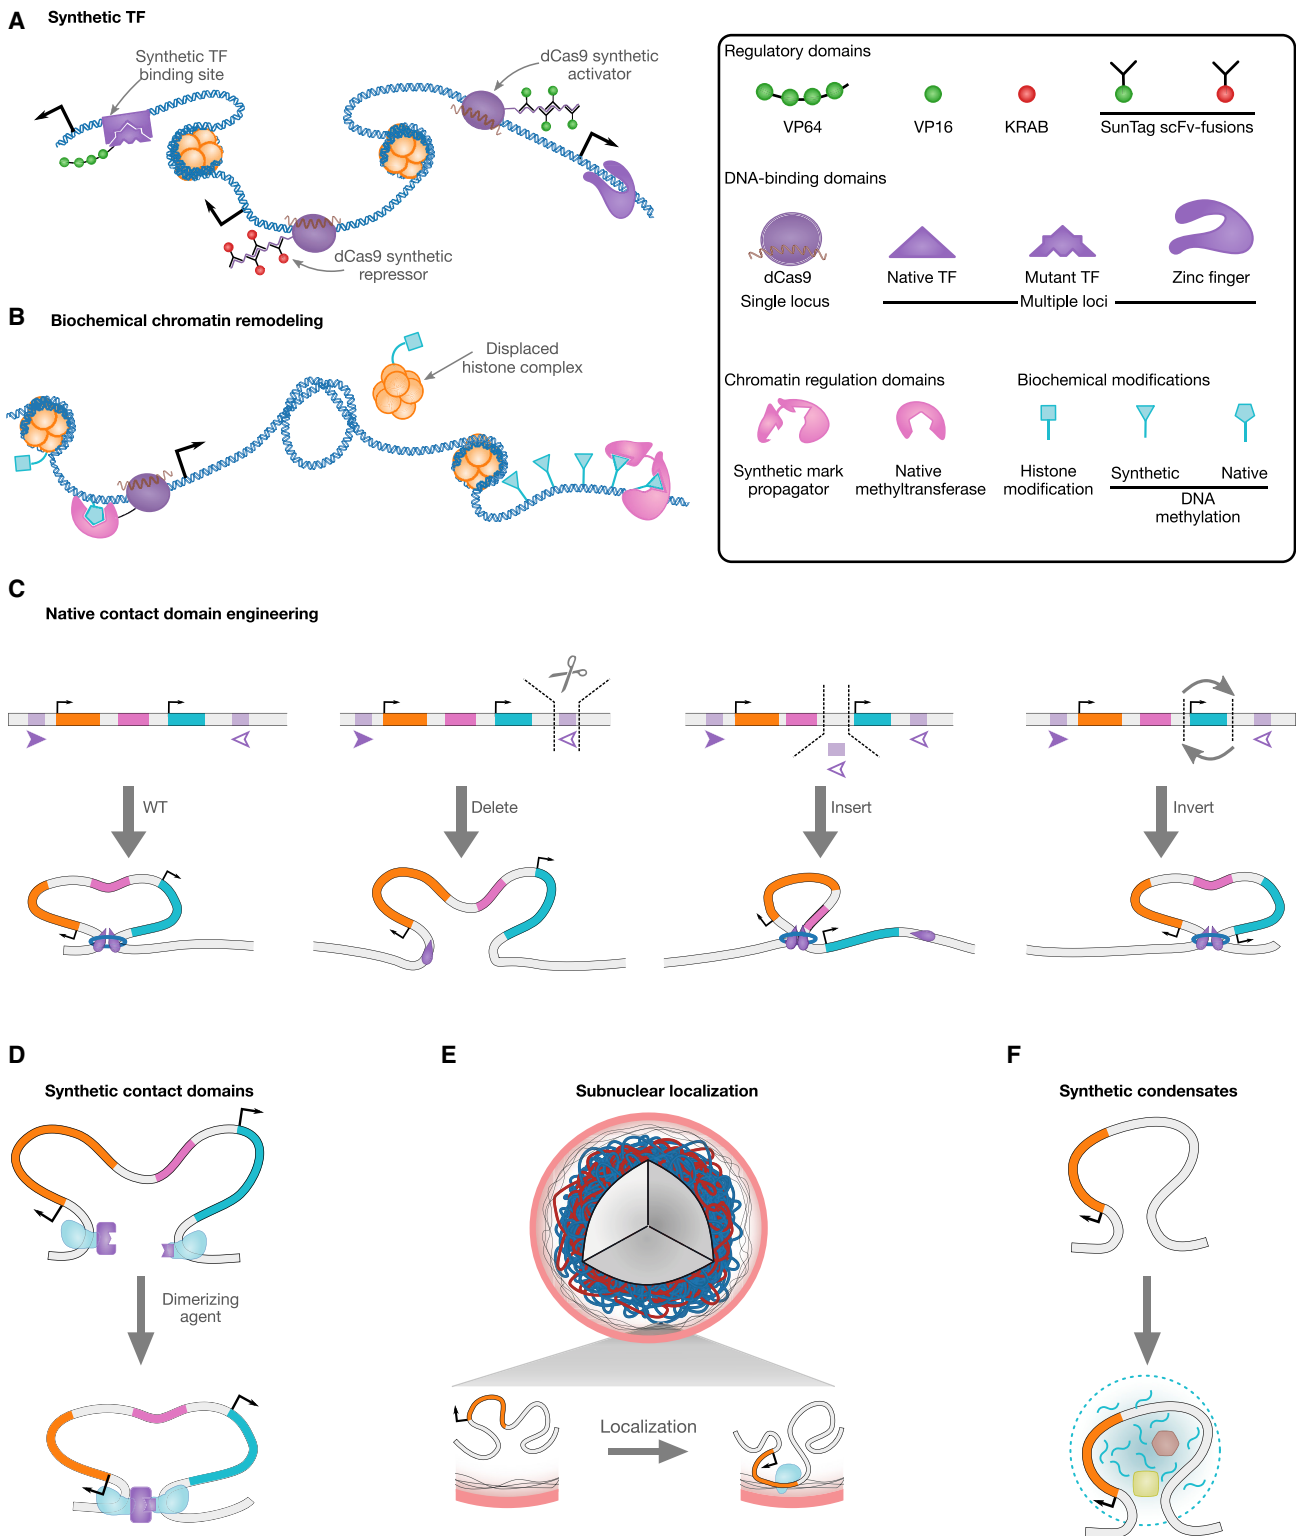 A
Synthetic TF
Synthetic TF
binding site
dCas9 synthetic
activator
dCas9 synthetic
repressor
Regulatory domains
VP64
VP16
KRAB
SunTag scFv-fusions
DNA-binding domains
dCas9
Native TF
Mutant TF
Zinc finger
Single locus
Multiple loci
Chromatin regulation domains
Biochemical modifications
Synthetic mark
propagator
Native
methyltransferase
Histone
modification
Synthetic
Native
DNA
methylation
B
Biochemical chromatin remodeling
Displaced
histone complex
C
Native contact domain engineering
WT
Delete
Insert
Invert
D
Synthetic contact domains
Dimerizing
agent
E
Subnuclear localization
Localization
F
Synthetic condensates